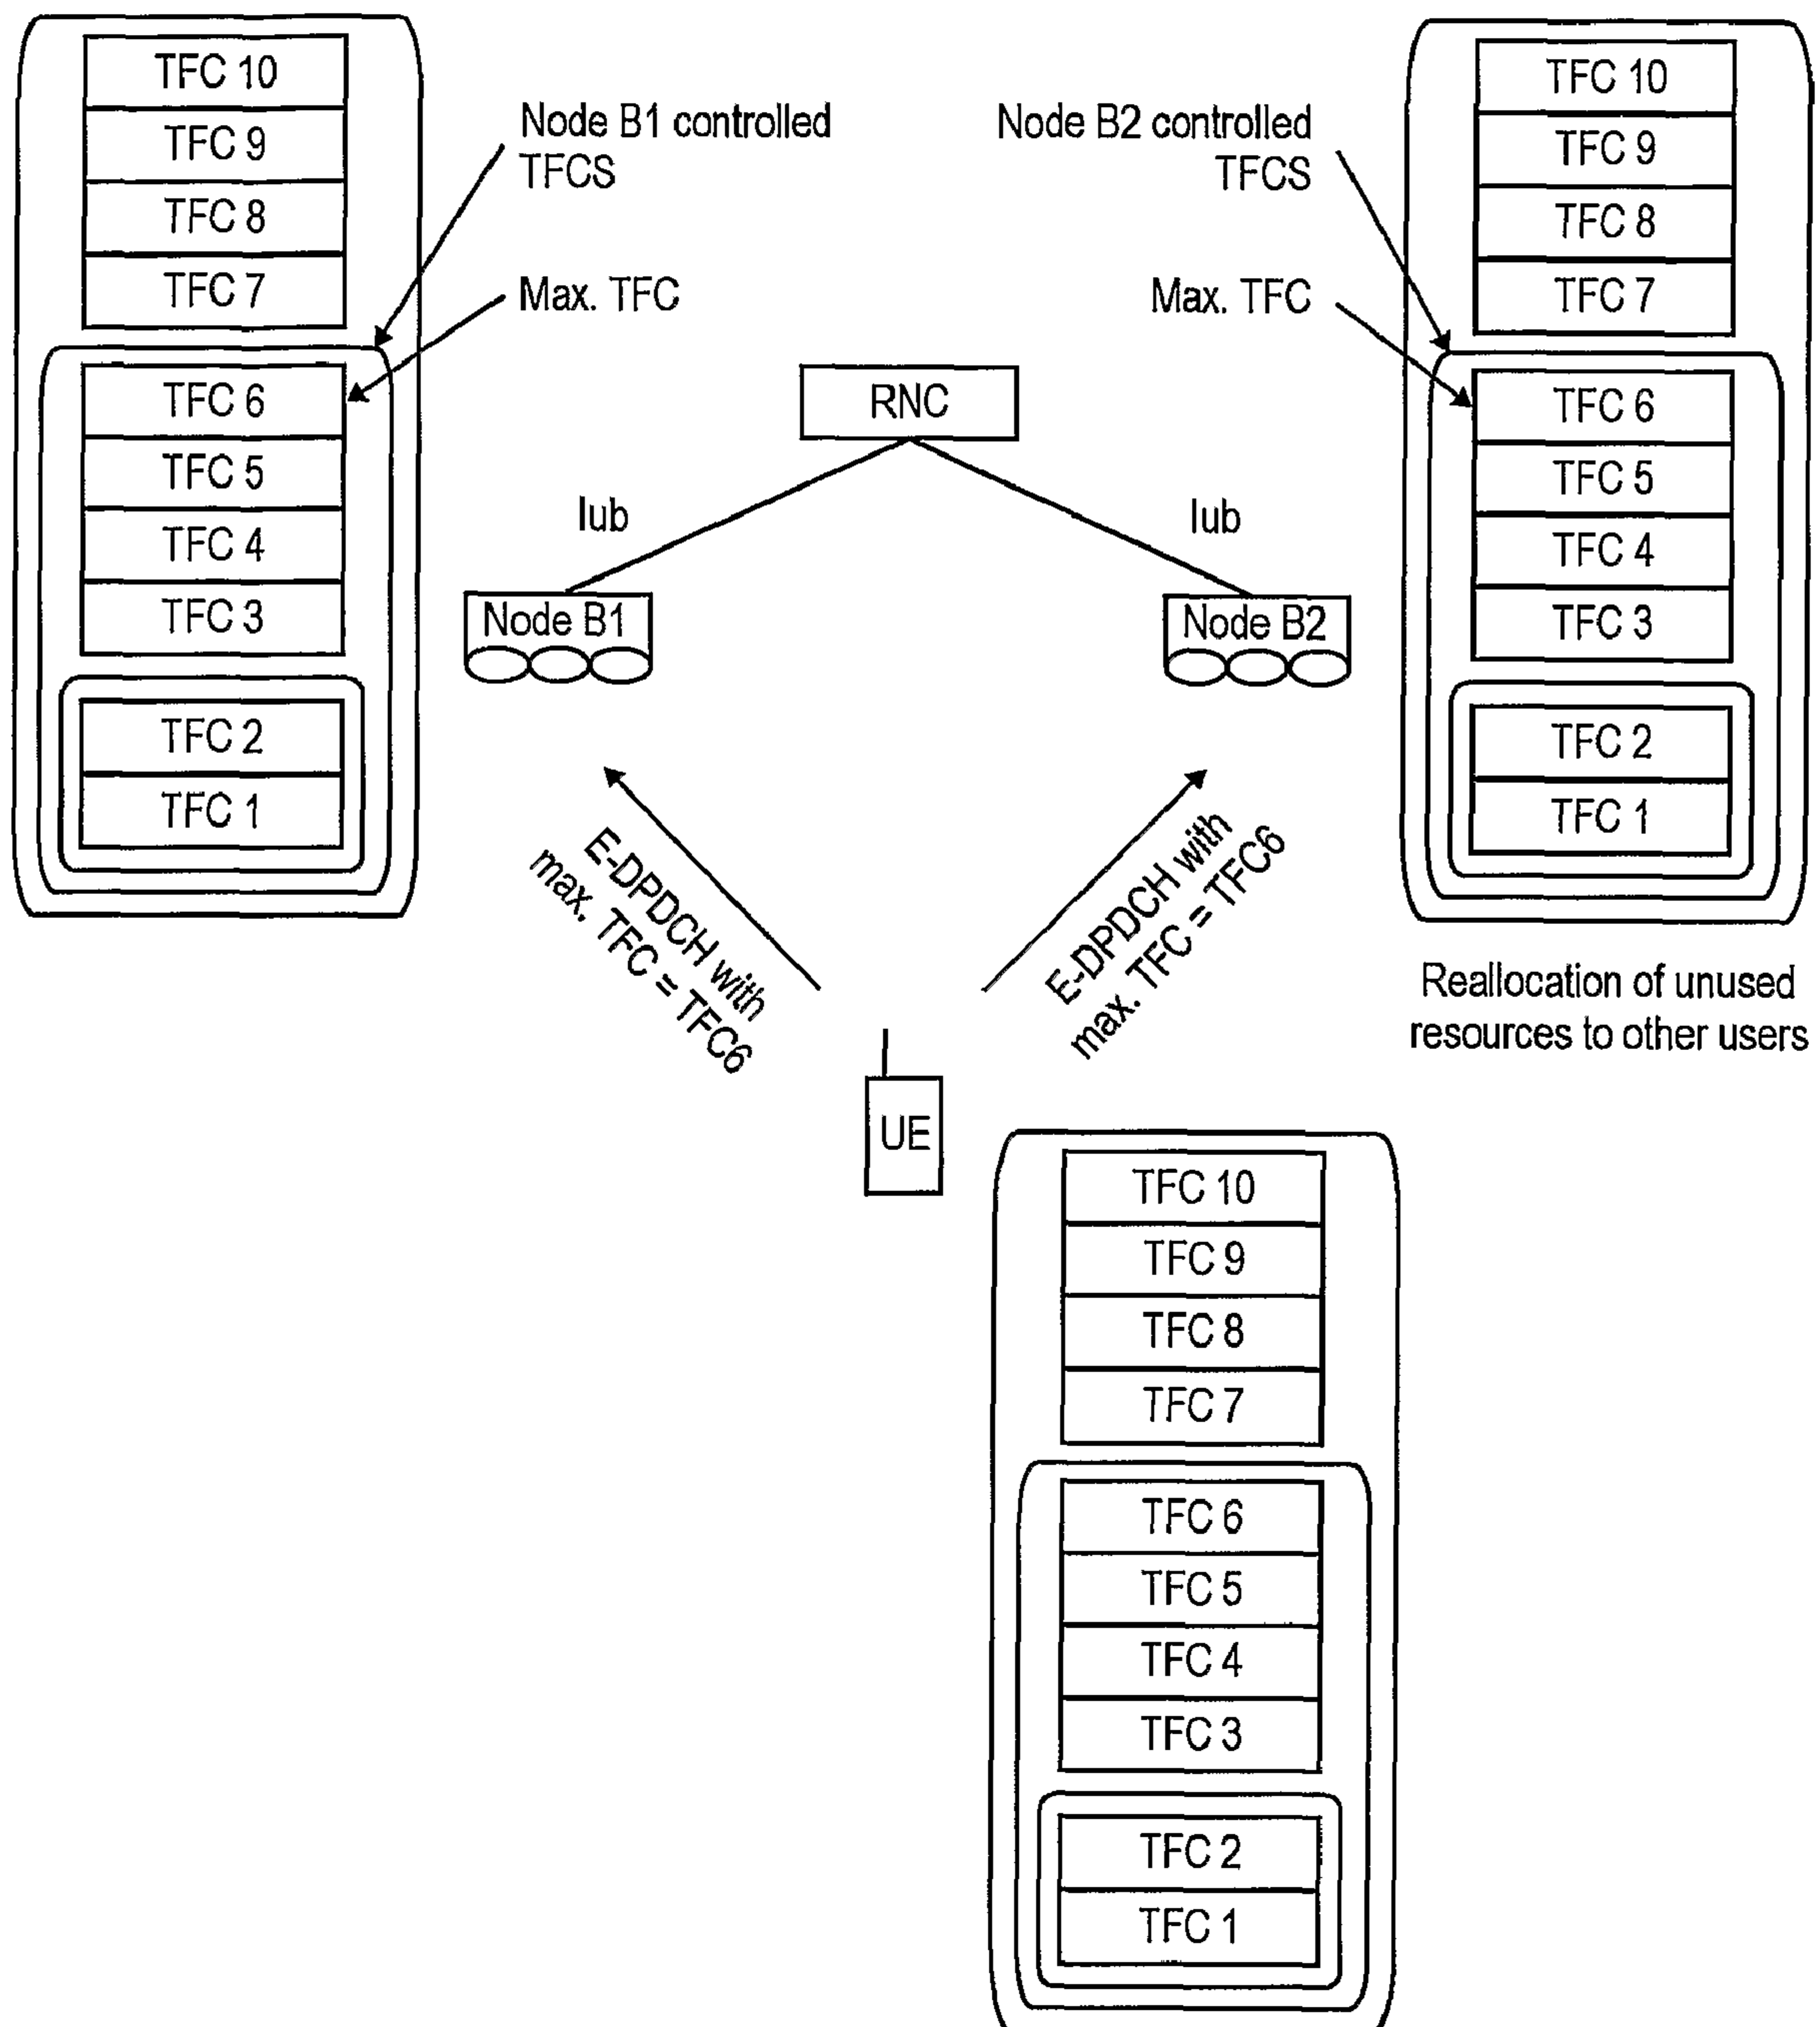 TFC 10
TFC 9
TFC 8
TFC 7
TFC 6
TFC 5
TFC 4
TFC 3
TFC 2
TFC 1
Node B1 controlled
TFCS
Max. TFC
Node B2 controlled
TFCS
Max. TFC
RNC
Iub
Iub
Node B1
Node B2
TFC 10
TFC 9
TFC 8
TFC 7
TFC 6
TFC 5
TFC 4
TFC 3
TFC 2
TFC 1
E-DPDCH with
max. TFC = TFC6
E-DPDCH with
max. TFC = TFC6
Reallocation of unused
resources to other users
UE
TFC 10
TFC 9
TFC 8
TFC 7
TFC 6
TFC 5
TFC 4
TFC 3
TFC 2
TFC 1